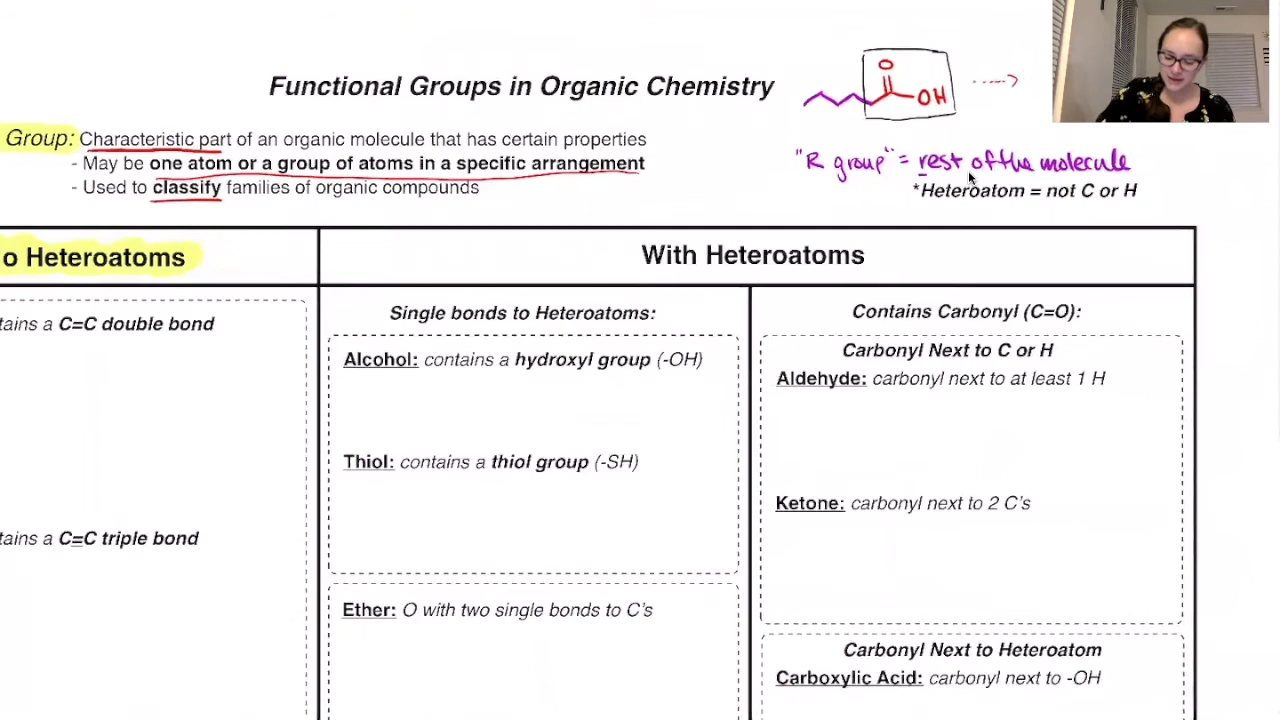 Functional Groups in Organic Chemistry
O
OH
Group: Characteristic part of an organic molecule that has certain properties
- May be one atom or a group of atoms in a specific arrangement
- Used to classify families of organic compounds
"R group" = rest of the molecule
*Heteroatom = not C or H
o Heteroatoms
With Heteroatoms
tains a C=C double bond
tains a C≡C triple bond
Single bonds to Heteroatoms:
Alcohol: contains a hydroxyl group (-OH)
Thiol: contains a thiol group (-SH)
Ether: O with two single bonds to C's
Contains Carbonyl (C=O):
Carbonyl Next to C or H
Aldehyde: carbonyl next to at least 1 H
Ketone: carbonyl next to 2 C's
Carbonyl Next to Heteroatom
Carboxylic Acid: carbonyl next to -OH